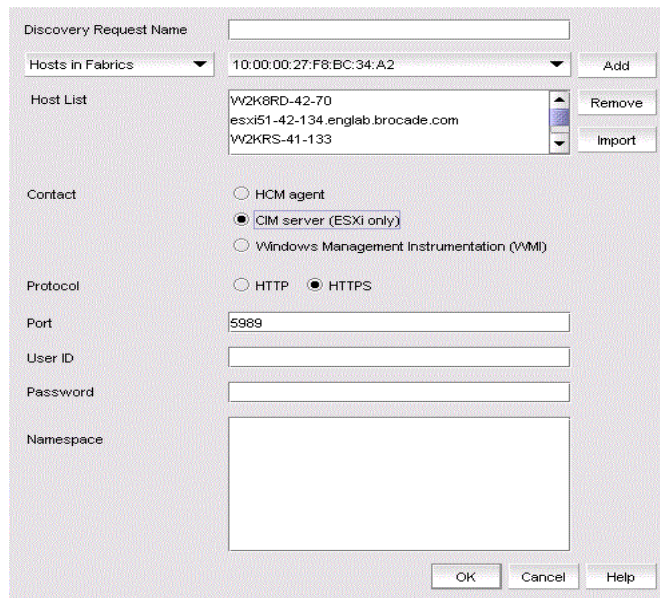 Discovery Request Name
Hosts in Fabrics 10:00:00:27:F8:BC:34:A2 Add
Host List W2K8RD-42-70 Remove
esxi51-42-134.englab.brocade.com
W2KRS-41-133 Import
Contact HCM agent
CIM server (ESXi only)
Windows Management Instrumentation (WMI)
Protocol HTTP HTTPS
Port 5989
User ID
Password
Namespace
OK Cancel Help